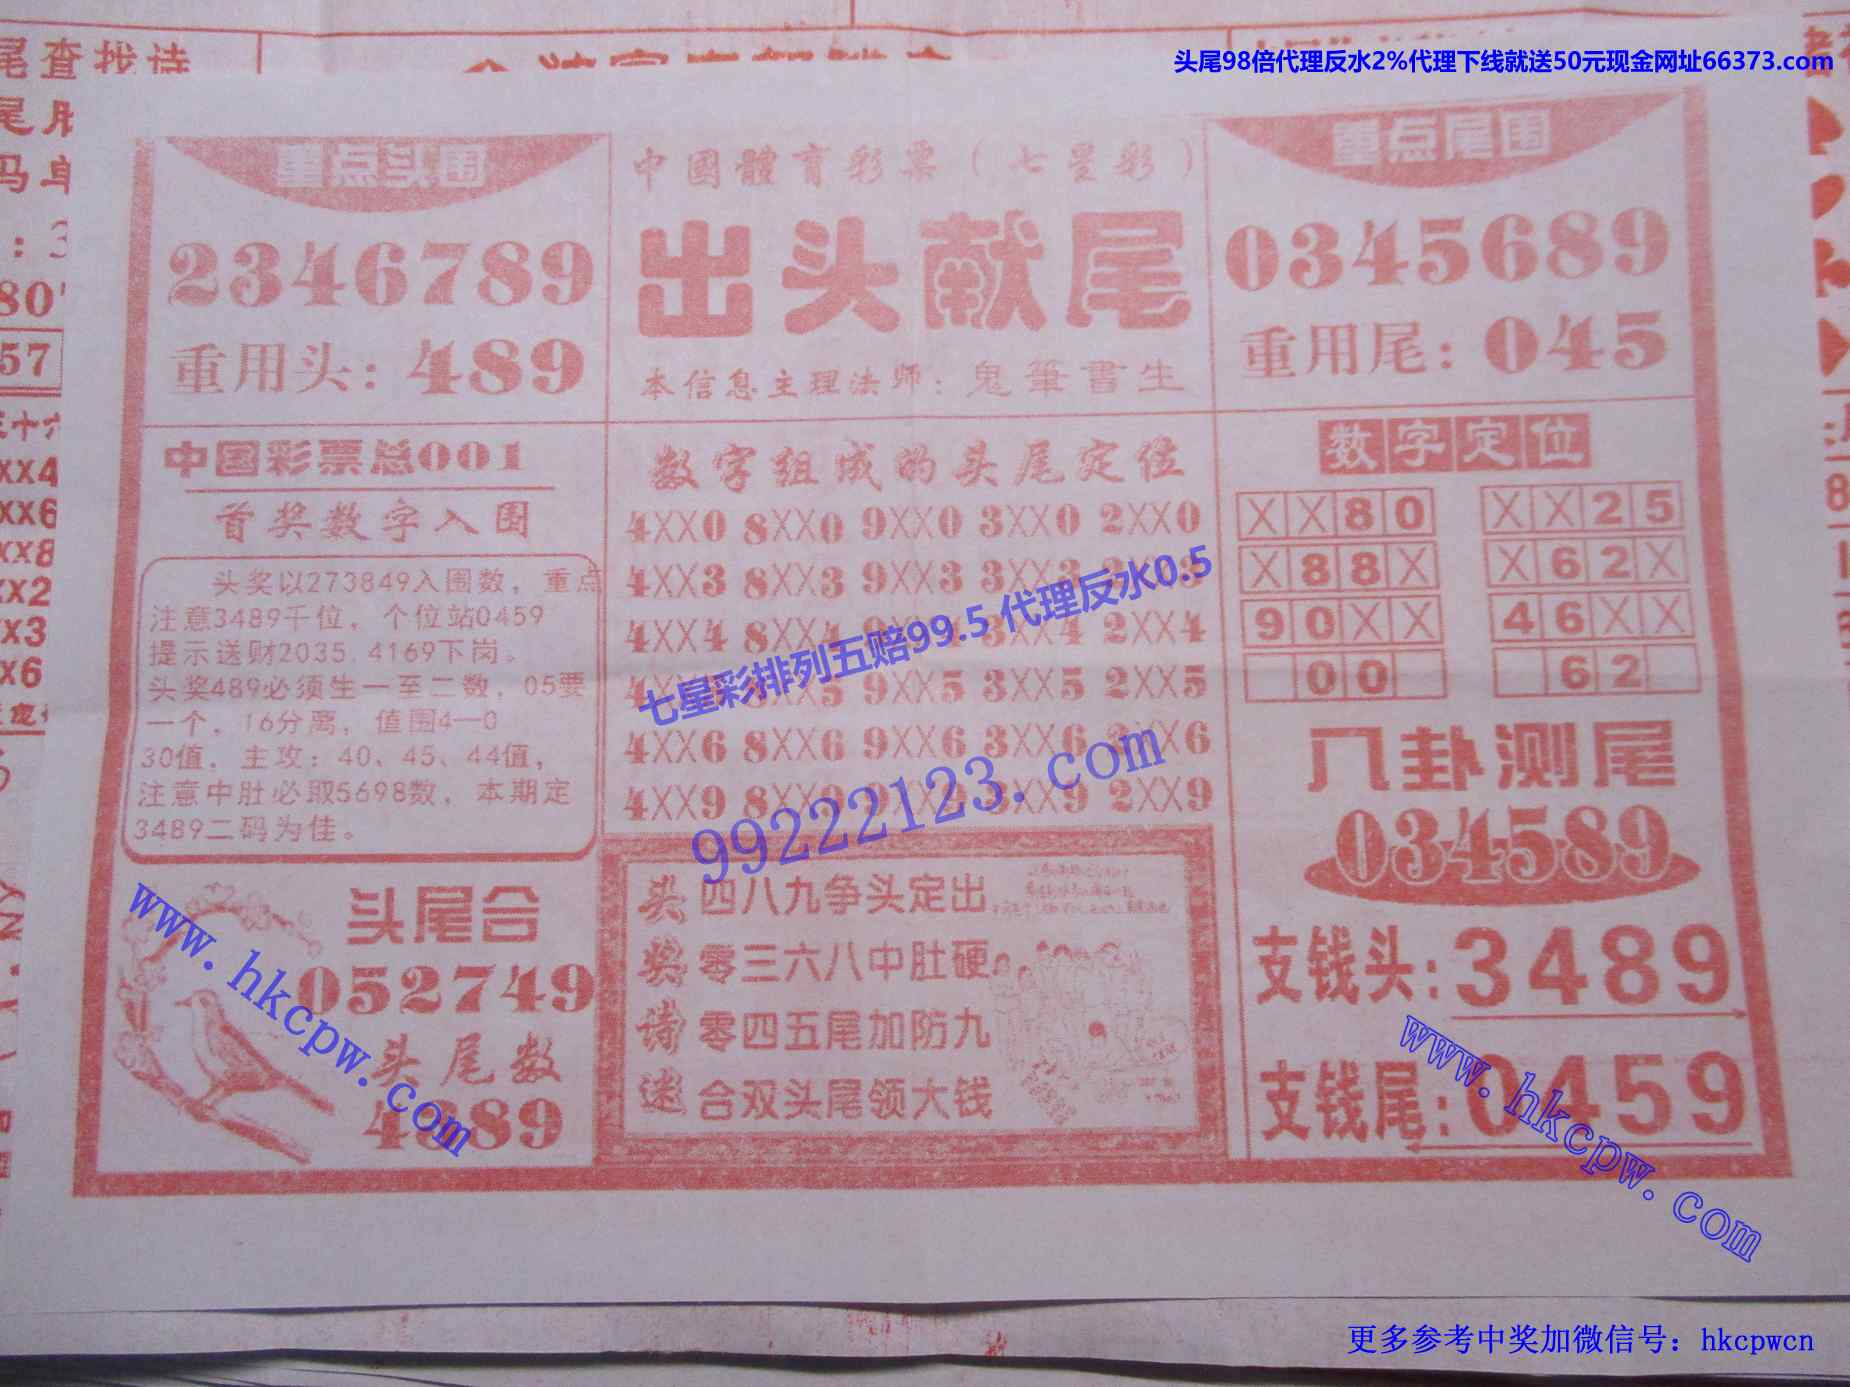 头尾98倍代理反水2%代理下线就送50元现金网址66373.com
尾查找诗
重点头围
2346789
重用头：489
中國體育彩票（七星彩）
出头献尾
本信息主理法师：鬼筆書生
重点尾围
0345689
重用尾：045
中国彩票总001
首奖数字入围
头奖以273849入围数，重点
注意3489千位，个位站0459
提示送财2035.4169下岗。
头奖489必须生一至二数，05要
一个，16分离，值围4—0
30值，主攻：40、45、44值，
注意中肚必取5698数，本期定
3489二码为佳。
数字组成的头尾定位
4XX0 8XX0 9XX0 3XX0 2XX0
4XX3 8XX3 9XX3 3XX3
4XX4 8XX4 2XX4
9XX5 3XX5 2XX5
4XX6 8XX6 9XX6 3XX6
4XX9 2XX9
七星彩排列五赔99.5 代理反水0.5
99222123.com
数字定位
XX80 XX25
X88X X62X
90XX 46XX
00 62
八卦测尾
034589
支钱头：3489
支钱尾：0459
头尾合
052749
头尾数
4889
头奖诗迷
四八九争头定出
零三六八中肚硬
零四五尾加防九
合双头尾领大钱
www.hkcpw.com
www.hkcpw.com
更多参考中奖加微信号：hkcpwcn